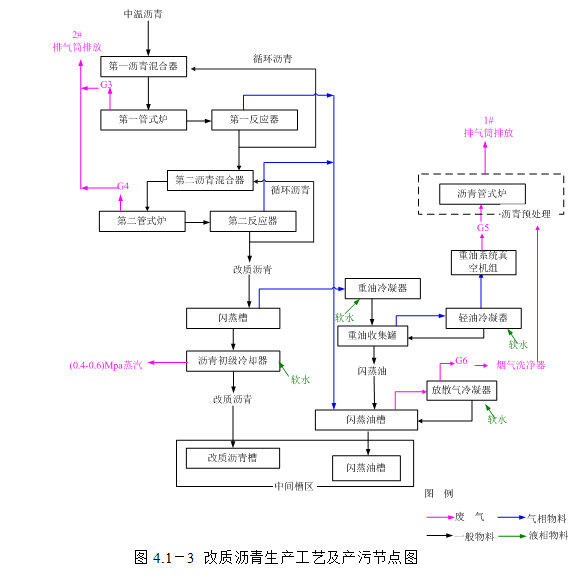 中温沥青
2#
排气筒排放
第一沥青混合器
循环沥青
G3
第一管式炉
第一反应器
1#
排气筒排放
第二沥青混合器
循环沥青
G4
沥青管式炉
沥青预处理
第二管式炉
第二反应器
G5
重油系统真
空机组
改质沥青
重油冷凝器
软水
闪蒸槽
轻油冷凝器
重油收集罐
软水
沥青初级冷却器
(0.4-0.6)Mpa蒸汽
软水
闪蒸油
G6
烟气洗净器
改质沥青
放散气冷凝器
闪蒸油槽
软水
改质沥青槽
闪蒸油槽
中间槽区
图 例
废 气
气相物料
一般物料
液相物料
图 4.1－3 改质沥青生产工艺及产污节点图